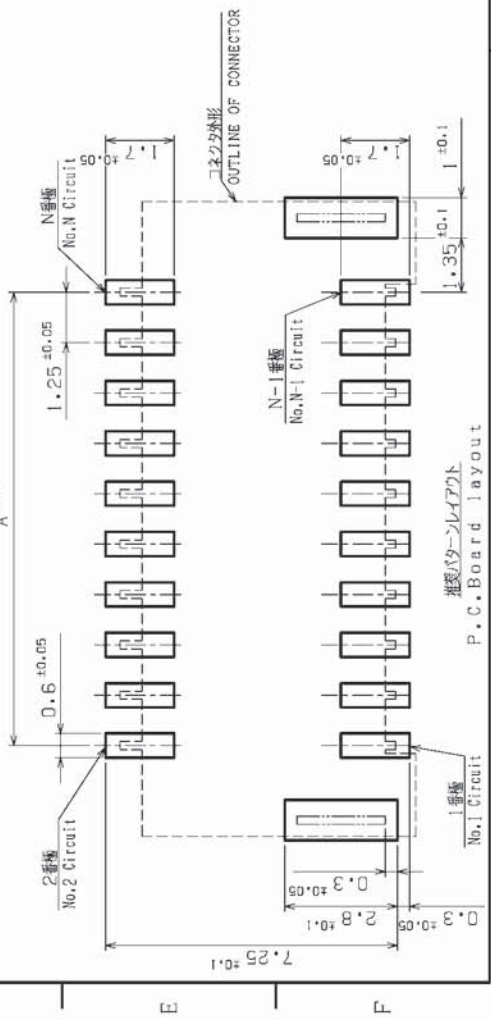 A
N番極
No.N Circuit
1.7 ±0.05
1.25 ±0.05
コネクタ外形
OUTLINE OF CONNECTOR
0.6 ±0.05
2番極
No.2 Circuit
7.25 ±0.1
E
N-1番極
No.N-1 Circuit
1.7 ±0.05
1 ±0.1
1.35 ±0.1
0.3
2.8 ±0.1
0.3 ±0.05
1番極
No.1 Circuit
推奨パターンレイアウト
P.C.Board layout
F